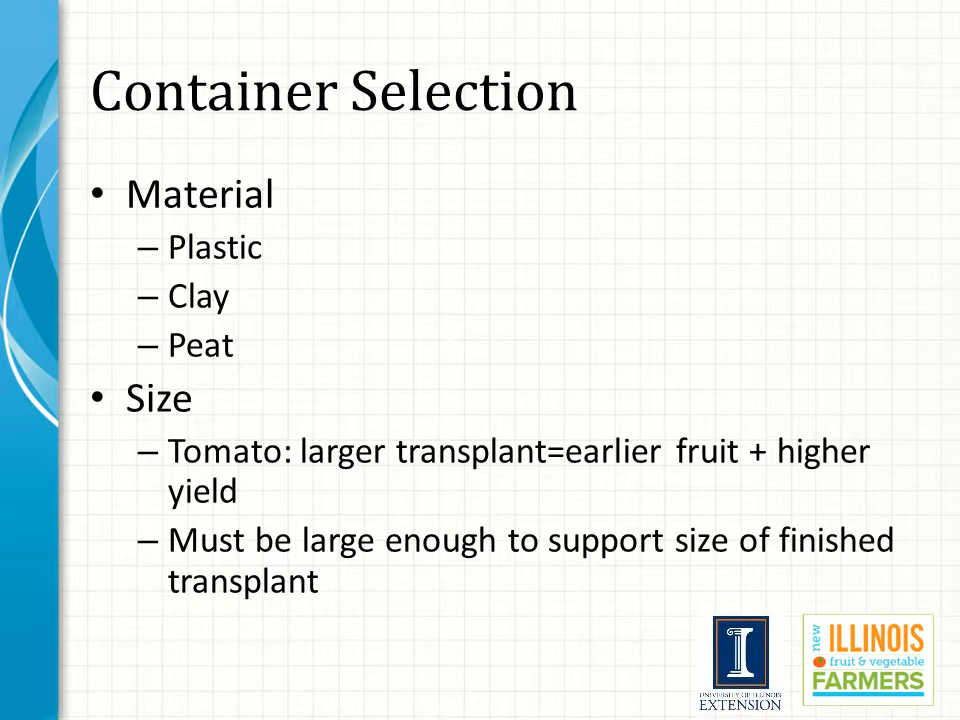 Container Selection
• Material
– Plastic
– Clay
– Peat
• Size
– Tomato: larger transplant=earlier fruit + higher
yield
– Must be large enough to support size of finished
transplant
I
UNIVERSITY OF ILLINOIS
EXTENSION
new
ILLINOIS
fruit & vegetable
FARMERS